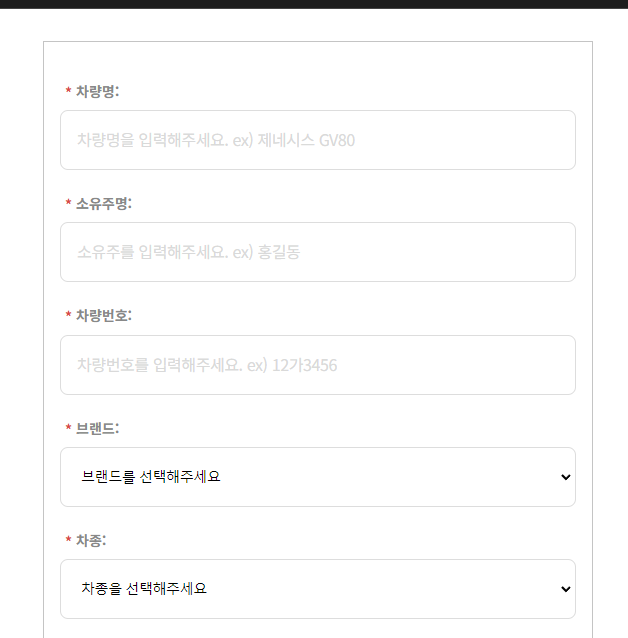 * 차량명:
차량명을 입력해주세요. ex) 제네시스 GV80
* 소유주명:
소유주를 입력해주세요. ex) 홍길동
* 차량번호:
차량번호를 입력해주세요. ex) 12가3456
* 브랜드:
브랜드를 선택해주세요
* 차종:
차종을 선택해주세요